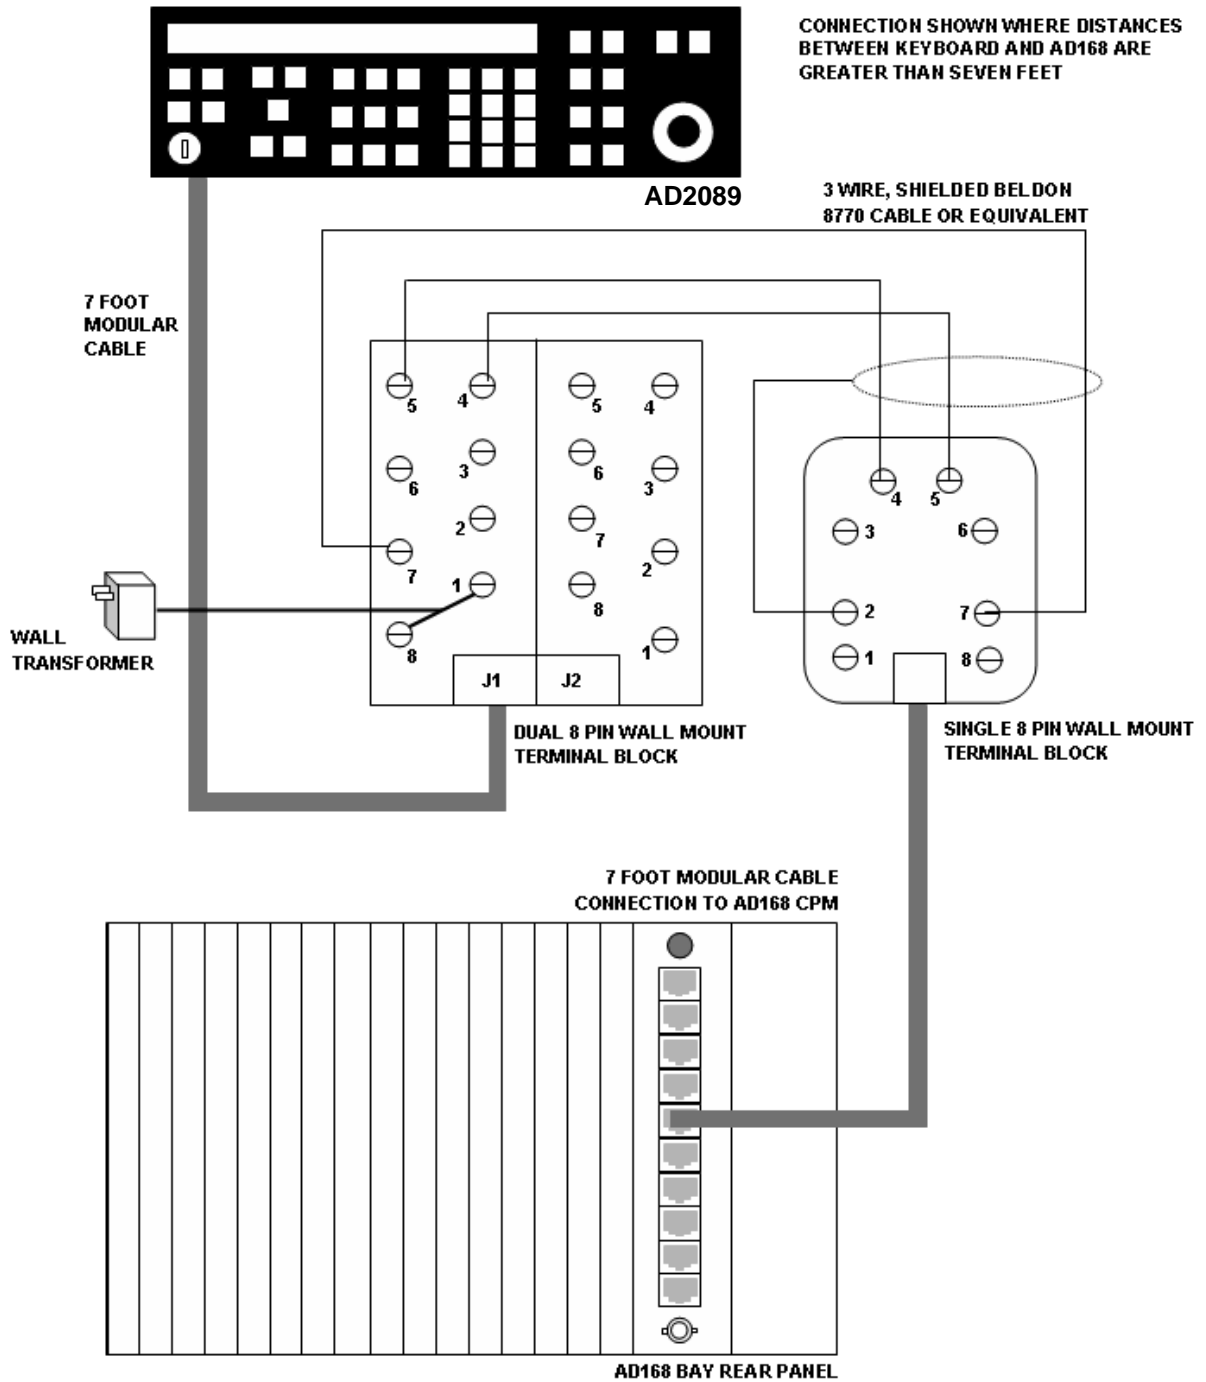 CONNECTION SHOWN WHERE DISTANCES
BETWEEN KEYBOARD AND AD168 ARE
GREATER THAN SEVEN FEET
AD2089
3 WIRE, SHIELDED BELDON
8770 CABLE OR EQUIVALENT
7 FOOT
MODULAR
CABLE
5 4 5 4
6 3 6 3
7 2 7 2
8 1 8 1
J1 J2
4 5
3 6
2 7
1 8
WALL
TRANSFORMER
DUAL 8 PIN WALL MOUNT
TERMINAL BLOCK
SINGLE 8 PIN WALL MOUNT
TERMINAL BLOCK
7 FOOT MODULAR CABLE
CONNECTION TO AD168 CPM
AD168 BAY REAR PANEL